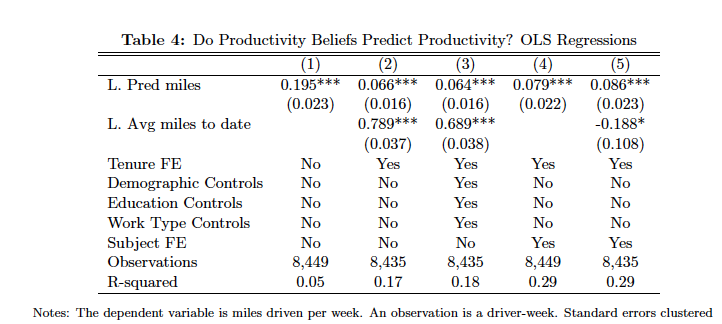 Table 4: Do Productivity Beliefs Predict Productivity? OLS Regressions
(1) (2) (3) (4) (5)
L. Pred miles 0.195*** 0.066*** 0.064*** 0.079*** 0.086***
(0.023) (0.016) (0.016) (0.022) (0.023)
L. Avg miles to date 0.789*** 0.689*** -0.188*
(0.037) (0.038) (0.108)
Tenure FE No Yes Yes Yes Yes
Demographic Controls No No Yes No No
Education Controls No No Yes No No
Work Type Controls No No Yes No No
Subject FE No No No Yes Yes
Observations 8,449 8,435 8,435 8,449 8,435
R-squared 0.05 0.17 0.18 0.29 0.29
Notes: The dependent variable is miles driven per week. An observation is a driver-week. Standard errors clustered